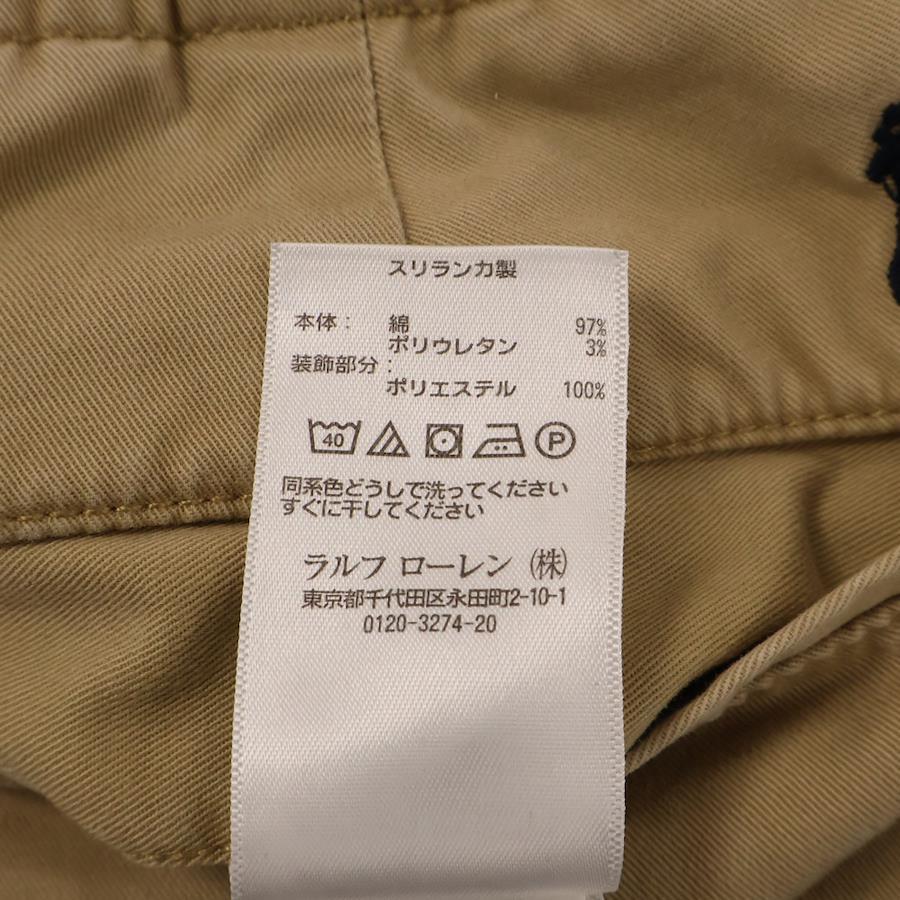 スリランカ製
本体： 綿 97%
ポリウレタン 3%
装飾部分：
ポリエステル 100%
40 P
同系色どうしで洗ってください
すぐに干してください
ラルフ ローレン (株)
東京都千代田区永田町2-10-1
0120-3274-20